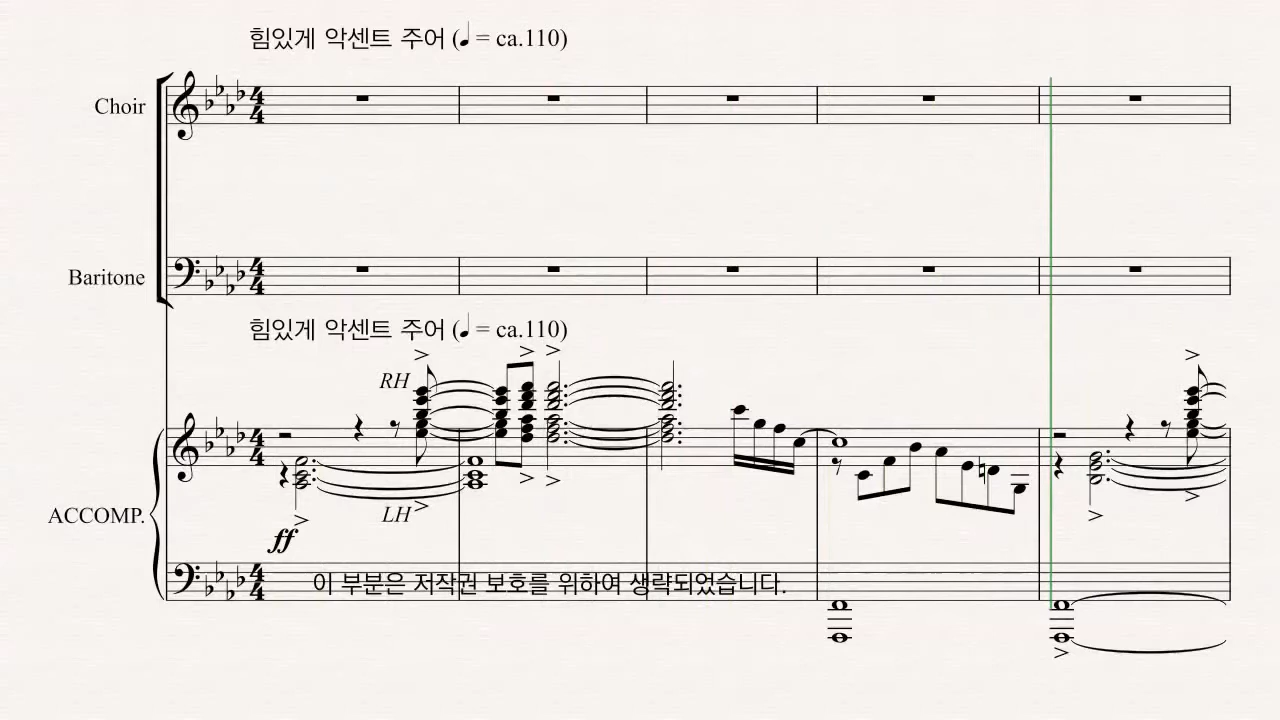 힘있게 악센트 주어 (♩ = ca.110)
Choir
Baritone
힘있게 악센트 주어 (♩ = ca.110)
RH
ACCOMP.
LH
ff
이 부분은 저작권 보호를 위하여 생략되었습니다.